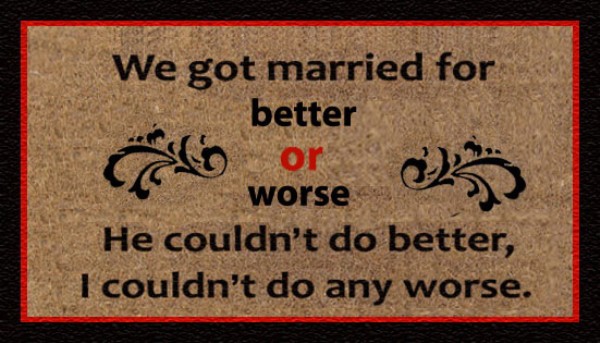 We got married for
better
or
worse
He couldn't do better,
I couldn't do any worse.